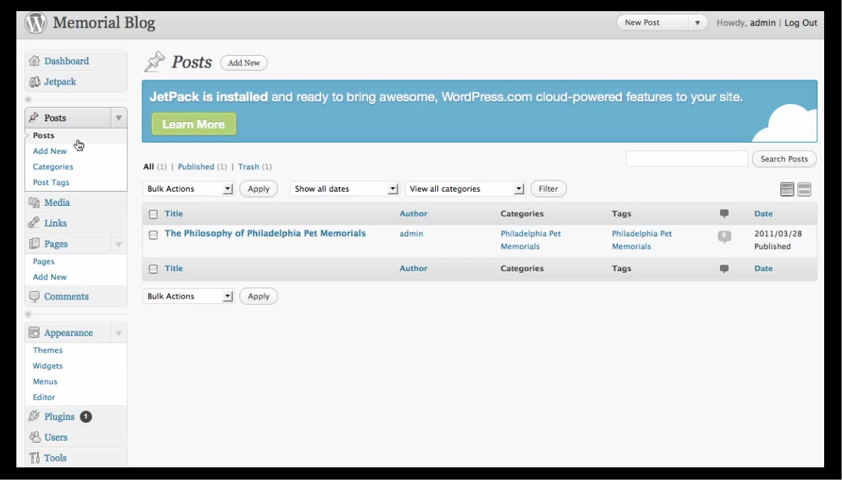 Memorial Blog
New Post
Howdy, admin | Log Out
Dashboard
Jetpack
Posts
Posts
Add New
Categories
Post Tags
Media
Links
Pages
Pages
Add New
Comments
Appearance
Themes
Widgets
Menus
Editor
Plugins 1
Users
Tools
Posts Add New
JetPack is installed and ready to bring awesome, WordPress.com cloud-powered features to your site.
Learn More
All (1) | Published (1) | Trash (1)
Search Posts
Bulk Actions Apply Show all dates View all categories Filter
Title Author Categories Tags Date
The Philosophy of Philadelphia Pet Memorials admin Philadelphia Pet Philadelphia Pet 0 2011/03/28
Memorials Memorials Published
Title Author Categories Tags Date
Bulk Actions Apply